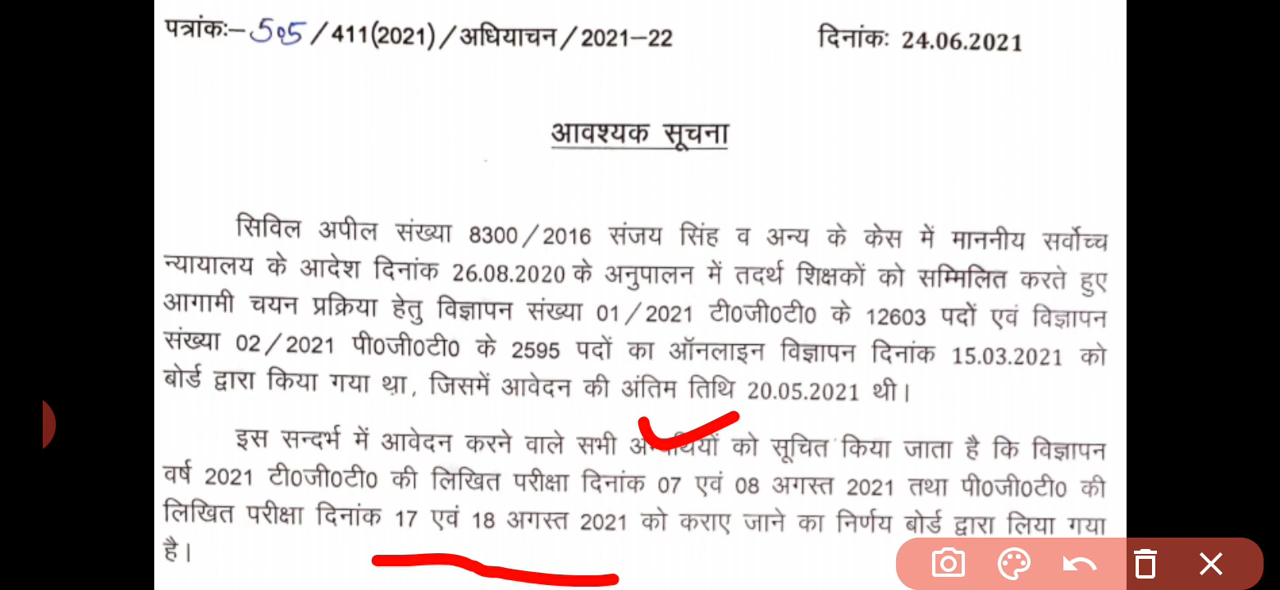 पत्रांकः– 505 /411(2021)/अधियाचन/2021–22 दिनांकः 24.06.2021
आवश्यक सूचना
सिविल अपील संख्या 8300/2016 संजय सिंह व अन्य के केस में माननीय सर्वोच्च
न्यायालय के आदेश दिनांक 26.08.2020 के अनुपालन में तदर्थ शिक्षकों को सम्मिलित करते हुए
आगामी चयन प्रक्रिया हेतु विज्ञापन संख्या 01/2021 टी0जी0टी0 के 12603 पदों एवं विज्ञापन
संख्या 02/2021 पी0जी0टी0 के 2595 पदों का ऑनलाइन विज्ञापन दिनांक 15.03.2021 को
बोर्ड द्वारा किया गया था, जिसमें आवेदन की अंतिम तिथि 20.05.2021 थी।
इस सन्दर्भ में आवेदन करने वाले सभी को सूचित किया जाता है कि विज्ञापन
वर्ष 2021 टी0जी0टी0 की लिखित परीक्षा दिनांक 07 एवं 08 अगस्त 2021 तथा पी0जी0टी0 की
लिखित परीक्षा दिनांक 17 एवं 18 अगस्त 2021 को कराए जाने का निर्णय बोर्ड द्वारा लिया गया
है।